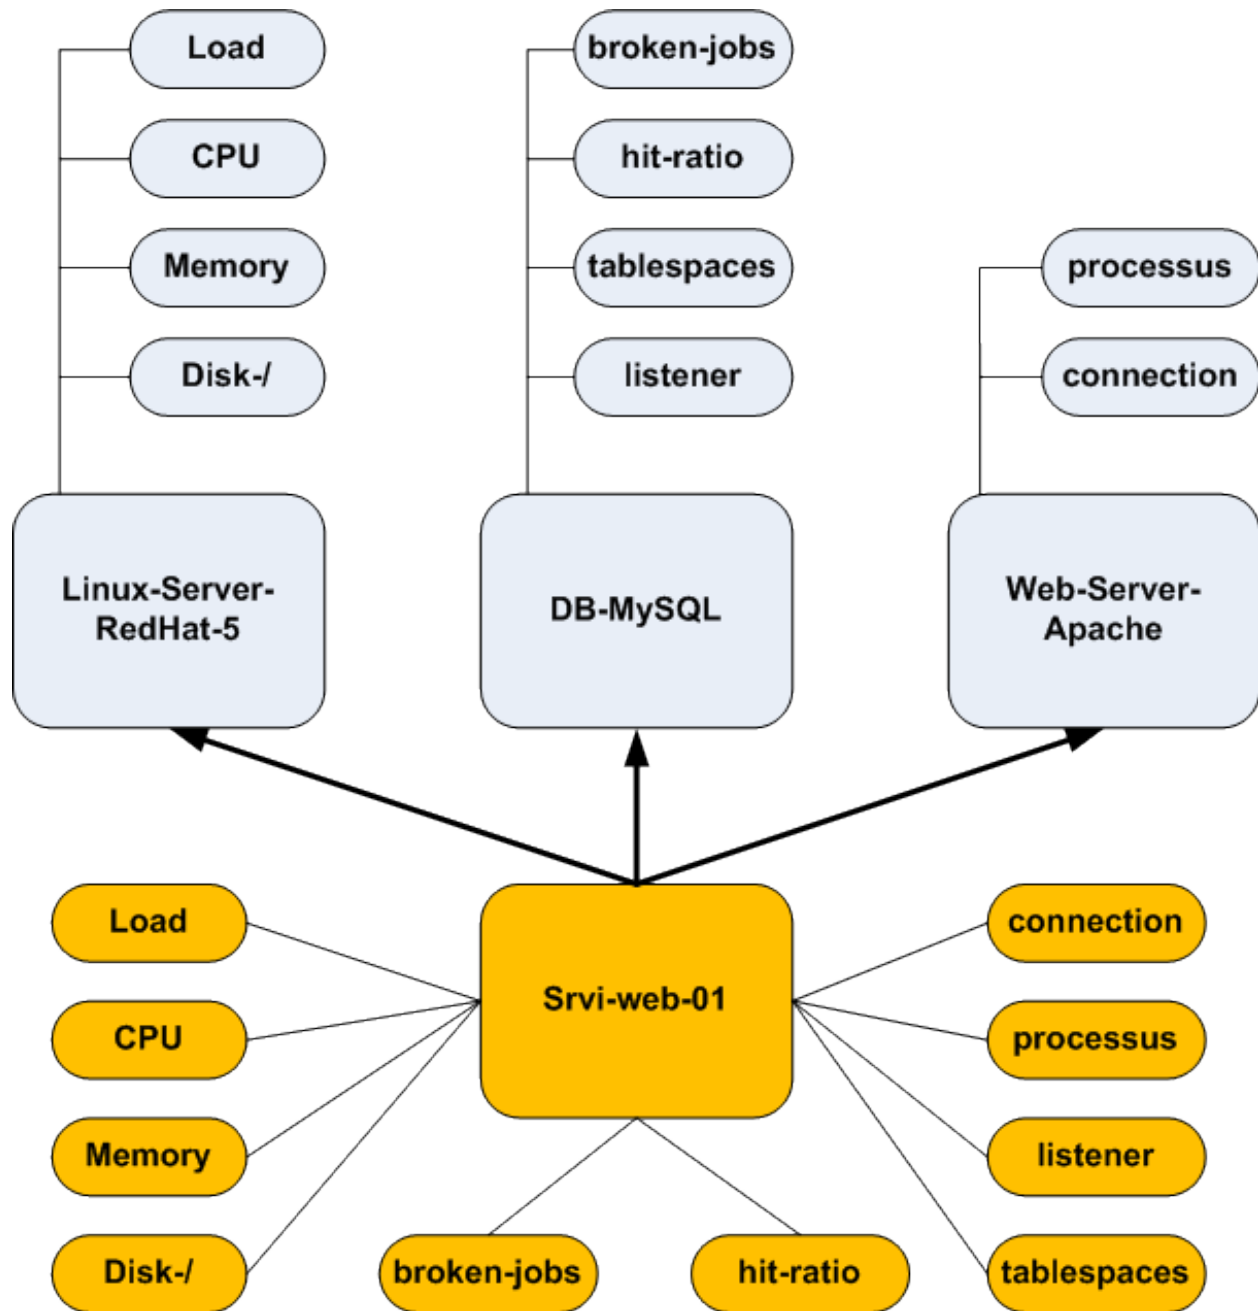 Load
CPU
Memory
Disk-/
Linux-Server-
RedHat-5
broken-jobs
hit-ratio
tablespaces
listener
DB-MySQL
processus
connection
Web-Server-
Apache
Srvi-web-01
Load
CPU
Memory
Disk-/
broken-jobs
hit-ratio
connection
processus
listener
tablespaces